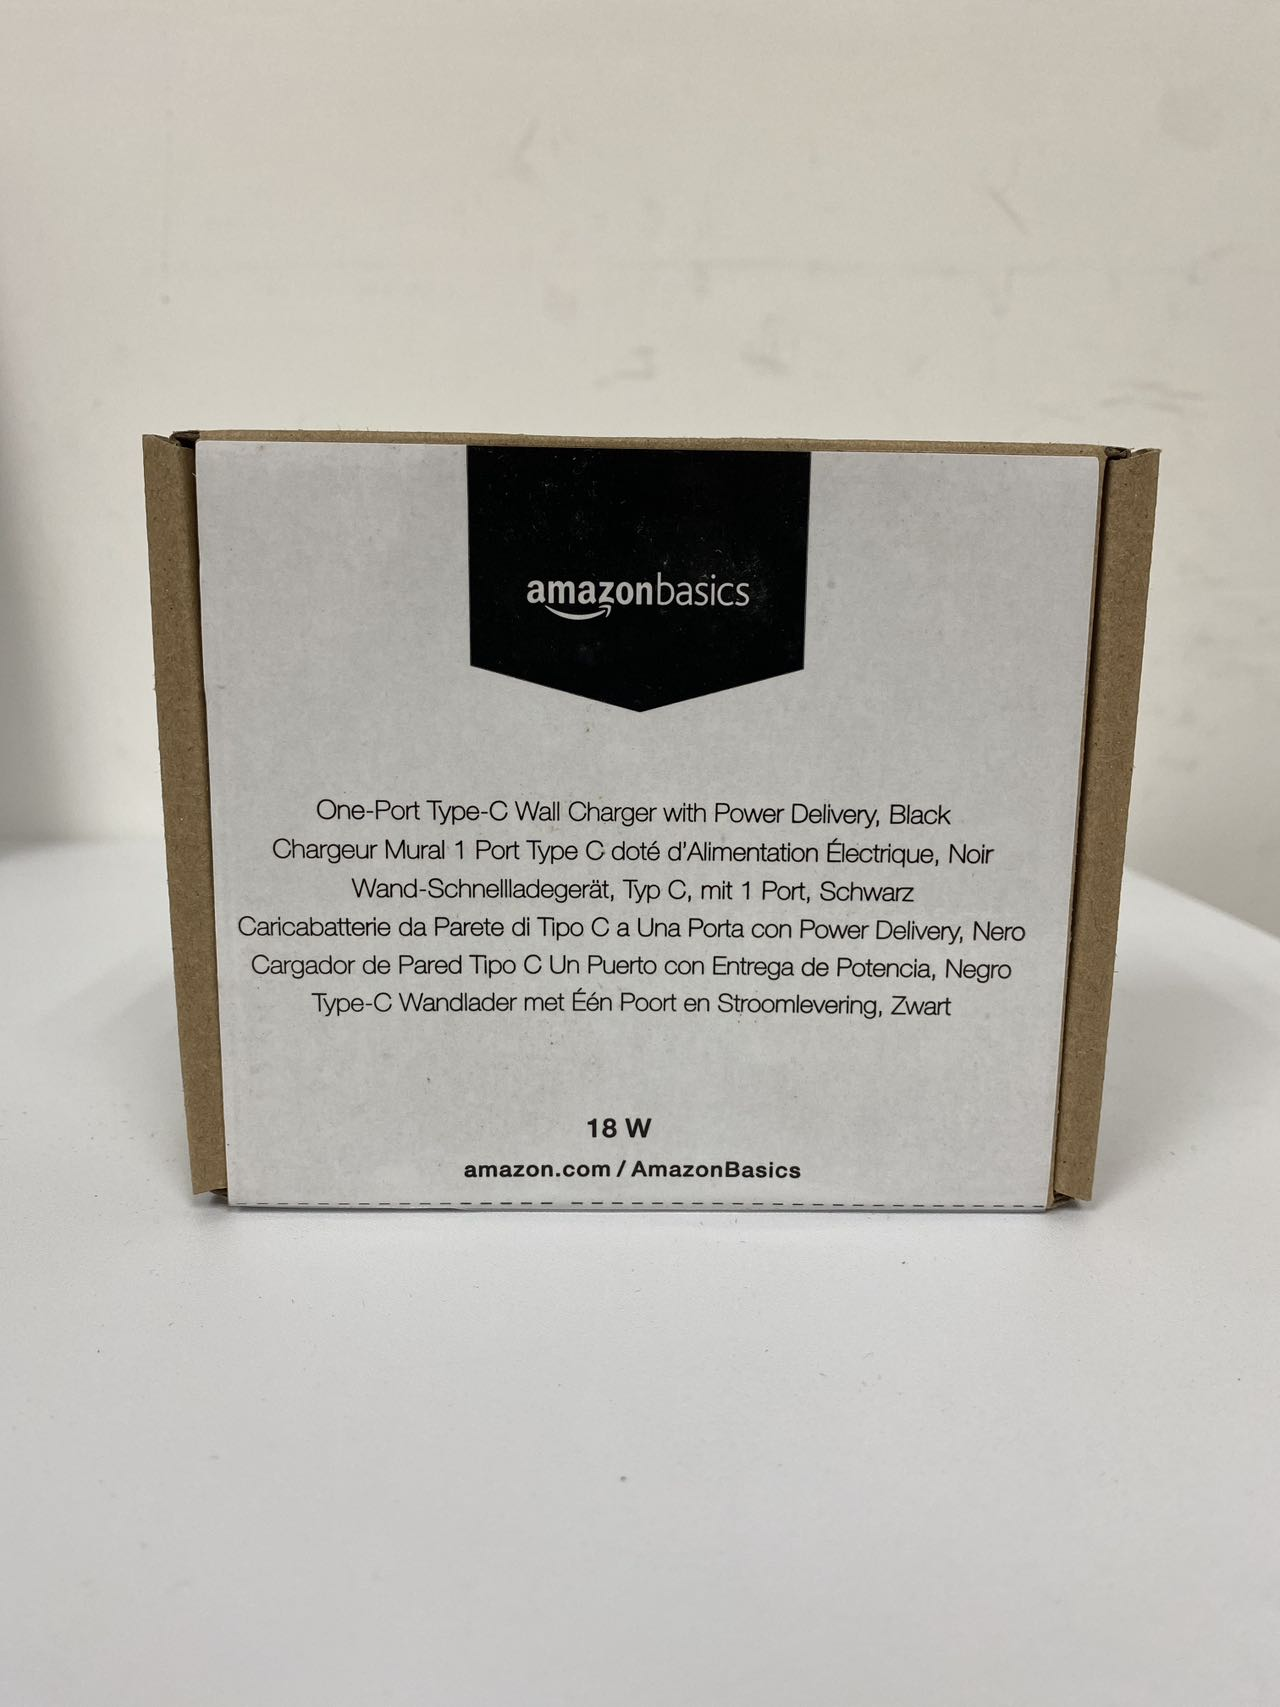 amazonbasics
One-Port Type-C Wall Charger with Power Delivery, Black
Chargeur Mural 1 Port Type C doté d'Alimentation Électrique, Noir
Wand-Schnellladegerät, Typ C, mit 1 Port, Schwarz
Caricabatterie da Parete di Tipo C a Una Porta con Power Delivery, Nero
Cargador de Pared Tipo C Un Puerto con Entrega de Potencia, Negro
Type-C Wandlader met Één Poort en Stroomlevering, Zwart
18 W
amazon.com / AmazonBasics